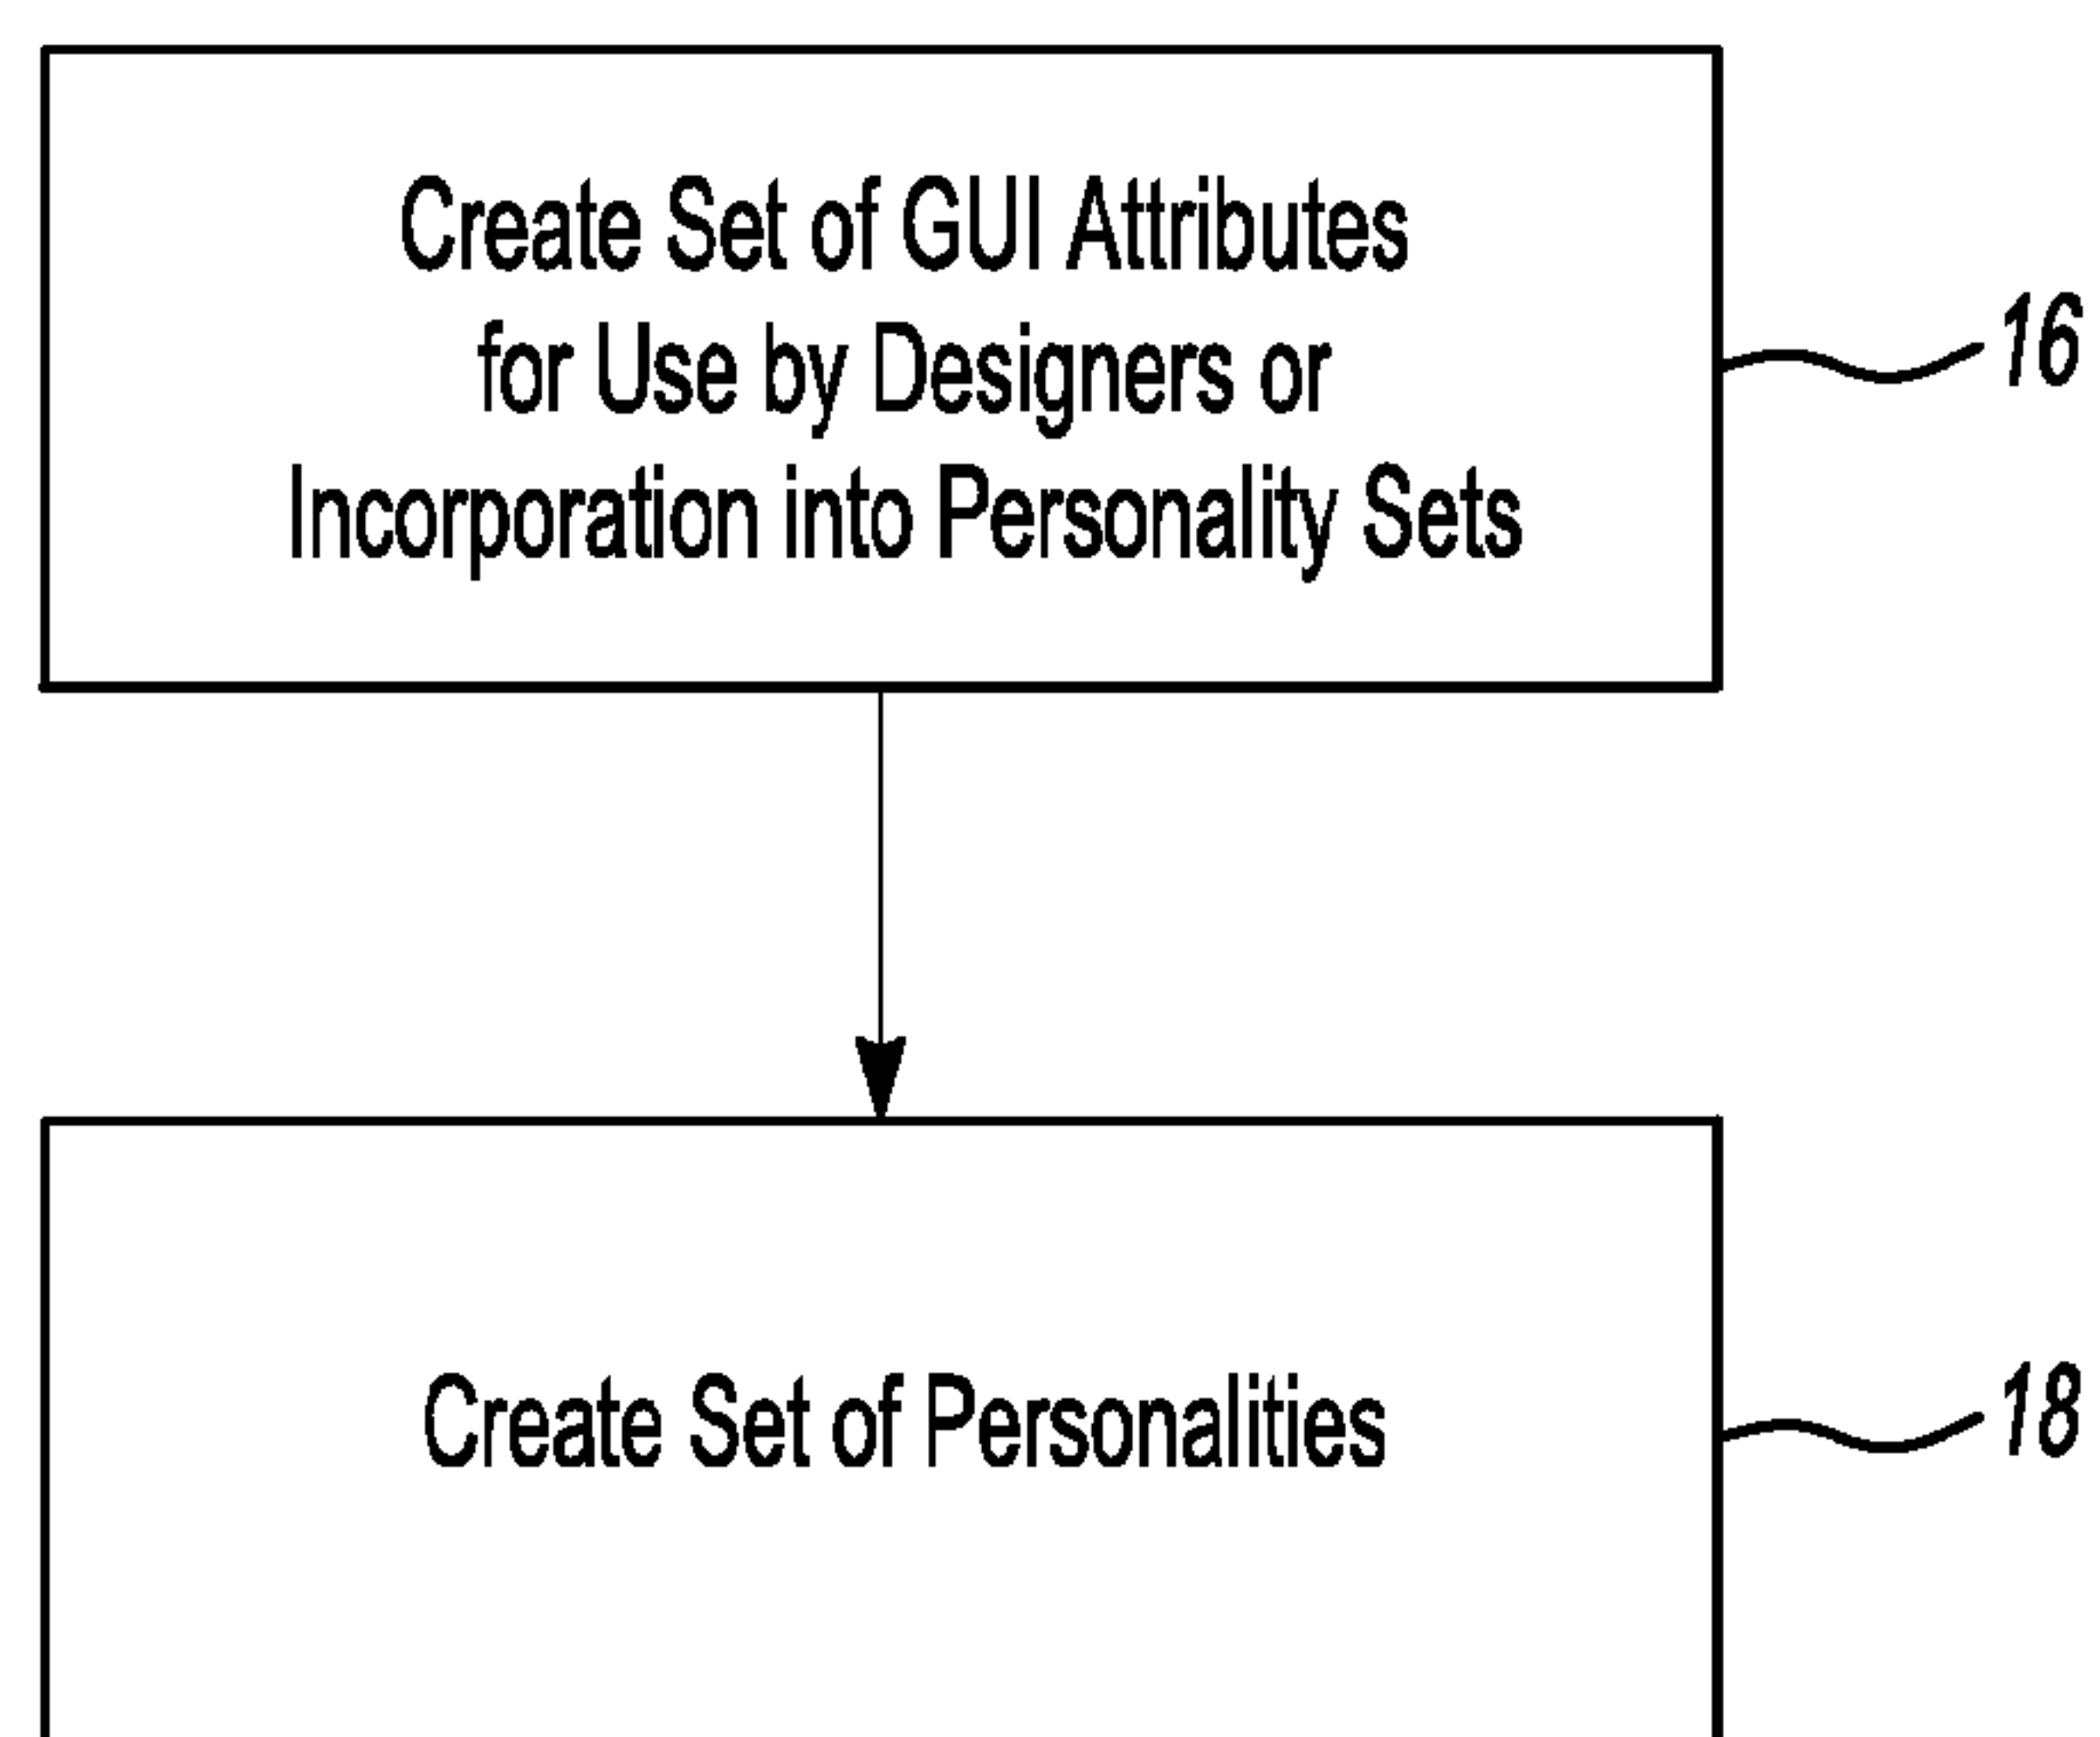 Create Set of GUI Attributes
for Use by Designers or
Incorporation into Personality Sets
16
Create Set of Personalities
18